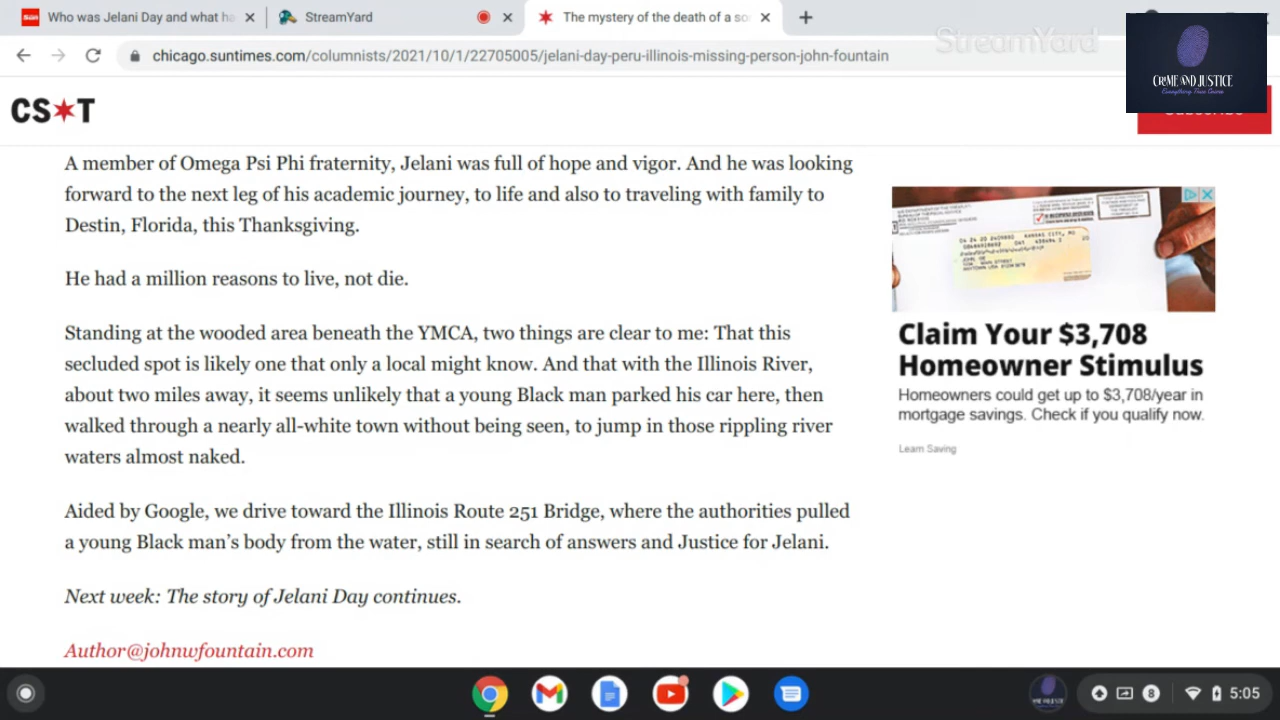 Who was Jelani Day and what ha
StreamYard
The mystery of the death of a so
StreamYard
chicago.suntimes.com/columnists/2021/10/1/22705005/jelani-day-peru-illinois-missing-person-john-fountain
CRIME AND JUSTICE
Everything True Crime
CS T
A member of Omega Psi Phi fraternity, Jelani was full of hope and vigor. And he was looking
forward to the next leg of his academic journey, to life and also to traveling with family to
Destin, Florida, this Thanksgiving.
He had a million reasons to live, not die.
Standing at the wooded area beneath the YMCA, two things are clear to me: That this
secluded spot is likely one that only a local might know. And that with the Illinois River,
about two miles away, it seems unlikely that a young Black man parked his car here, then
walked through a nearly all-white town without being seen, to jump in those rippling river
waters almost naked.
Aided by Google, we drive toward the Illinois Route 251 Bridge, where the authorities pulled
a young Black man's body from the water, still in search of answers and Justice for Jelani.
Next week: The story of Jelani Day continues.
Author@johnwfountain.com
Claim Your $3,708
Homeowner Stimulus
Homeowners could get up to $3,708/year in
mortgage savings. Check if you qualify now.
Learn Saving
8
5:05